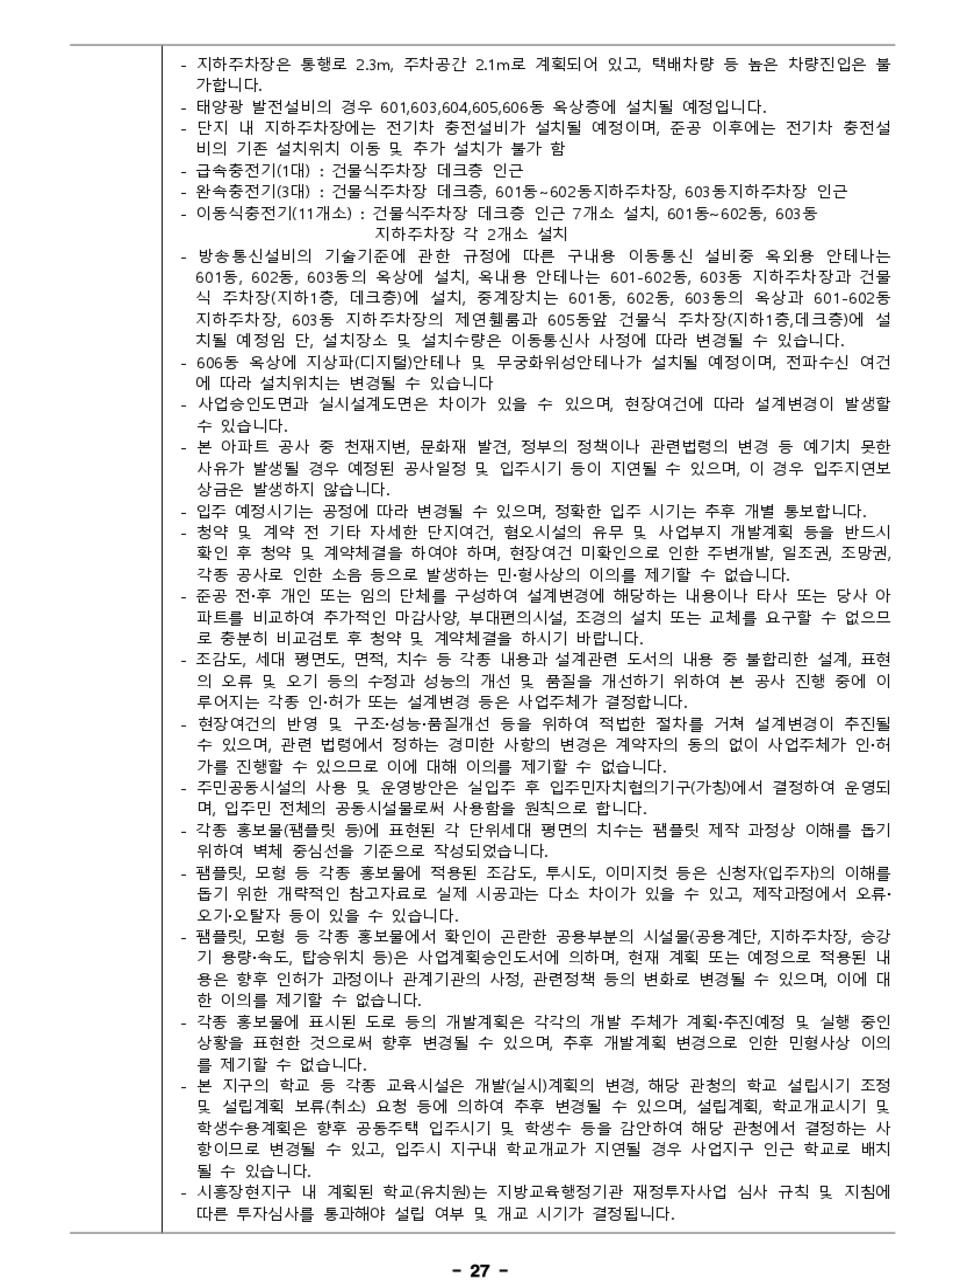 - 지하주차장은 통행로 2.3m, 주차공간 2.1m로 계획되어 있고, 택배차량 등 높은 차량진입은 불
가합니다.
- 태양광 발전설비의 경우 601,603,604,605,606동 옥상층에 설치될 예정입니다.
- 단지 내 지하주차장에는 전기차 충전설비가 설치될 예정이며, 준공 이후에는 전기차 충전설
비의 기존 설치위치 이동 및 추가 설치가 불가 함
- 급속충전기(1대) : 건물식주차장 데크층 인근
- 완속충전기(3대) : 건물식주차장 데크층, 601동~602동지하주차장, 603동지하주차장 인근
- 이동식충전기(11개소) : 건물식주차장 데크층 인근 7개소 설치, 601동~602동, 603동
지하주차장 각 2개소 설치
- 방송통신설비의 기술기준에 관한 규정에 따른 구내용 이동통신 설비중 옥외용 안테나는
601동, 602동, 603동의 옥상에 설치, 옥내용 안테나는 601-602동, 603동 지하주차장과 건물
식 주차장(지하1층, 데크층)에 설치, 중계장치는 601동, 602동, 603동의 옥상과 601-602동
지하주차장, 603동 지하주차장의 제연휀룸과 605동앞 건물식 주차장(지하1층,데크층)에 설
치될 예정임 단, 설치장소 및 설치수량은 이동통신사 사정에 따라 변경될 수 있습니다.
- 606동 옥상에 지상파(디지털)안테나 및 무궁화위성안테나가 설치될 예정이며, 전파수신 여건
에 따라 설치위치는 변경될 수 있습니다
- 사업승인도면과 실시설계도면은 차이가 있을 수 있으며, 현장여건에 따라 설계변경이 발생할
수 있습니다.
- 본 아파트 공사 중 천재지변, 문화재 발견, 정부의 정책이나 관련법령의 변경 등 예기치 못한
사유가 발생될 경우 예정된 공사일정 및 입주시기 등이 지연될 수 있으며, 이 경우 입주지연보
상금은 발생하지 않습니다.
- 입주 예정시기는 공정에 따라 변경될 수 있으며, 정확한 입주 시기는 추후 개별 통보합니다.
- 청약 및 계약 전 기타 자세한 단지여건, 혐오시설의 유무 및 사업부지 개발계획 등을 반드시
확인 후 청약 및 계약체결을 하여야 하며, 현장여건 미확인으로 인한 주변개발, 일조권, 조망권,
각종 공사로 인한 소음 등으로 발생하는 민·형사상의 이의를 제기할 수 없습니다.
- 준공 전·후 개인 또는 임의 단체를 구성하여 설계변경에 해당하는 내용이나 타사 또는 당사 아
파트를 비교하여 추가적인 마감사양, 부대편의시설, 조경의 설치 또는 교체를 요구할 수 없으므
로 충분히 비교검토 후 청약 및 계약체결을 하시기 바랍니다.
- 조감도, 세대 평면도, 면적, 치수 등 각종 내용과 설계관련 도서의 내용 중 불합리한 설계, 표현
의 오류 및 오기 등의 수정과 성능의 개선 및 품질을 개선하기 위하여 본 공사 진행 중에 이
루어지는 각종 인·허가 또는 설계변경 등은 사업주체가 결정합니다.
- 현장여건의 반영 및 구조·성능·품질개선 등을 위하여 적법한 절차를 거쳐 설계변경이 추진될
수 있으며, 관련 법령에서 정하는 경미한 사항의 변경은 계약자의 동의 없이 사업주체가 인·허
가를 진행할 수 있으므로 이에 대해 이의를 제기할 수 없습니다.
- 주민공동시설의 사용 및 운영방안은 실입주 후 입주민자치협의기구(가칭)에서 결정하여 운영되
며, 입주민 전체의 공동시설물로써 사용함을 원칙으로 합니다.
- 각종 홍보물(팸플릿 등)에 표현된 각 단위세대 평면의 치수는 팸플릿 제작 과정상 이해를 돕기
위하여 벽체 중심선을 기준으로 작성되었습니다.
- 팸플릿, 모형 등 각종 홍보물에 적용된 조감도, 투시도, 이미지컷 등은 신청자(입주자)의 이해를
돕기 위한 개략적인 참고자료로 실제 시공과는 다소 차이가 있을 수 있고, 제작과정에서 오류·
오기·오탈자 등이 있을 수 있습니다.
- 팸플릿, 모형 등 각종 홍보물에서 확인이 곤란한 공용부분의 시설물(공용계단, 지하주차장, 승강
기 용량·속도, 탑승위치 등)은 사업계획승인도서에 의하며, 현재 계획 또는 예정으로 적용된 내
용은 향후 인허가 과정이나 관계기관의 사정, 관련정책 등의 변화로 변경될 수 있으며, 이에 대
한 이의를 제기할 수 없습니다.
- 각종 홍보물에 표시된 도로 등의 개발계획은 각각의 개발 주체가 계획·추진예정 및 실행 중인
상황을 표현한 것으로써 향후 변경될 수 있으며, 추후 개발계획 변경으로 인한 민형사상 이의
를 제기할 수 없습니다.
- 본 지구의 학교 등 각종 교육시설은 개발(실시)계획의 변경, 해당 관청의 학교 설립시기 조정
및 설립계획 보류(취소) 요청 등에 의하여 추후 변경될 수 있으며, 설립계획, 학교개교시기 및
학생수용계획은 향후 공동주택 입주시기 및 학생수 등을 감안하여 해당 관청에서 결정하는 사
항이므로 변경될 수 있고, 입주시 지구내 학교개교가 지연될 경우 사업지구 인근 학교로 배치
될 수 있습니다.
- 시흥장현지구 내 계획된 학교(유치원)는 지방교육행정기관 재정투자사업 심사 규칙 및 지침에
따른 투자심사를 통과해야 설립 여부 및 개교 시기가 결정됩니다.
- 27 -